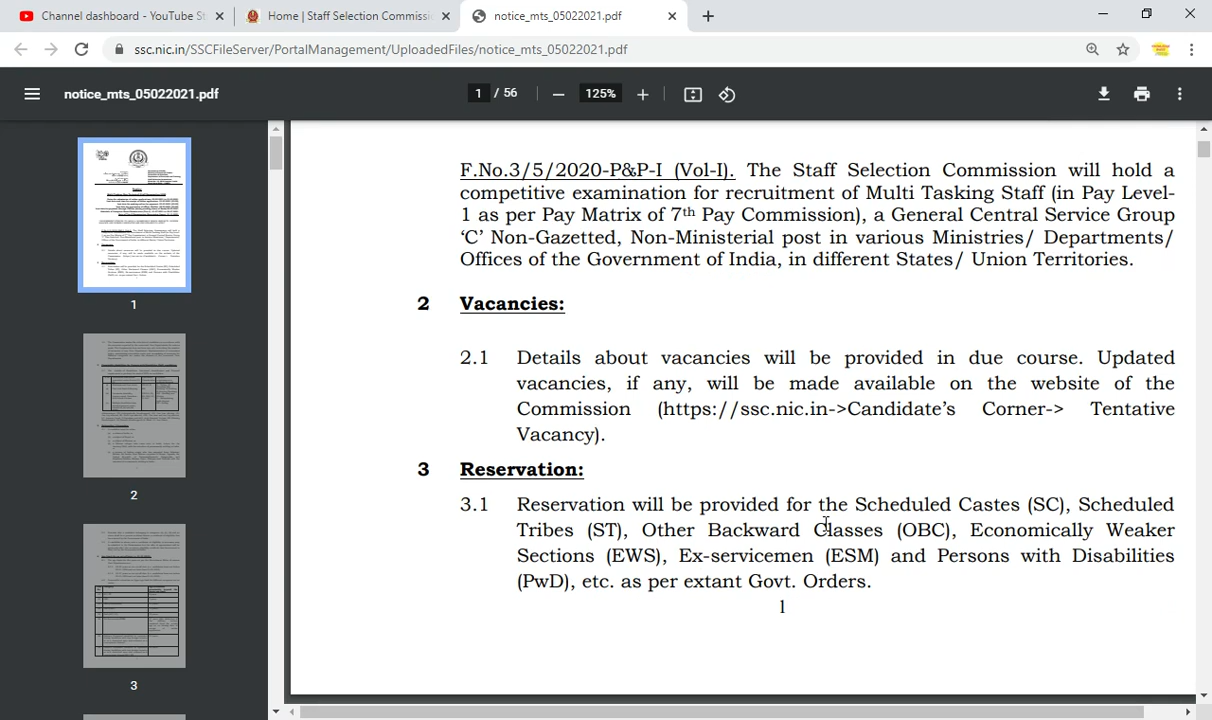 Channel dashboard - YouTube St
Home | Staff Selection Commissi
notice_mts_05022021.pdf
ssc.nic.in/SSCFileServer/PortalManagement/UploadedFiles/notice_mts_05022021.pdf
notice_mts_05022021.pdf
1 / 56
125%
F.No.3/5/2020-P&P-I (Vol-I). The Staff Selection Commission will hold a
competitive examination for recruitment of Multi Tasking Staff (in Pay Level-
1 as per Pay Matrix of 7th Pay Commission), a General Central Service Group
‘C’ Non-Gazetted, Non-Ministerial post in various Ministries/ Departments/
Offices of the Government of India, in different States/ Union Territories.
2 Vacancies:
2.1 Details about vacancies will be provided in due course. Updated
vacancies, if any, will be made available on the website of the
Commission (https://ssc.nic.in->Candidate’s Corner-> Tentative
Vacancy).
3 Reservation:
3.1 Reservation will be provided for the Scheduled Castes (SC), Scheduled
Tribes (ST), Other Backward Classes (OBC), Economically Weaker
Sections (EWS), Ex-servicemen (ESM) and Persons with Disabilities
(PwD), etc. as per extant Govt. Orders.
1
1
2
3